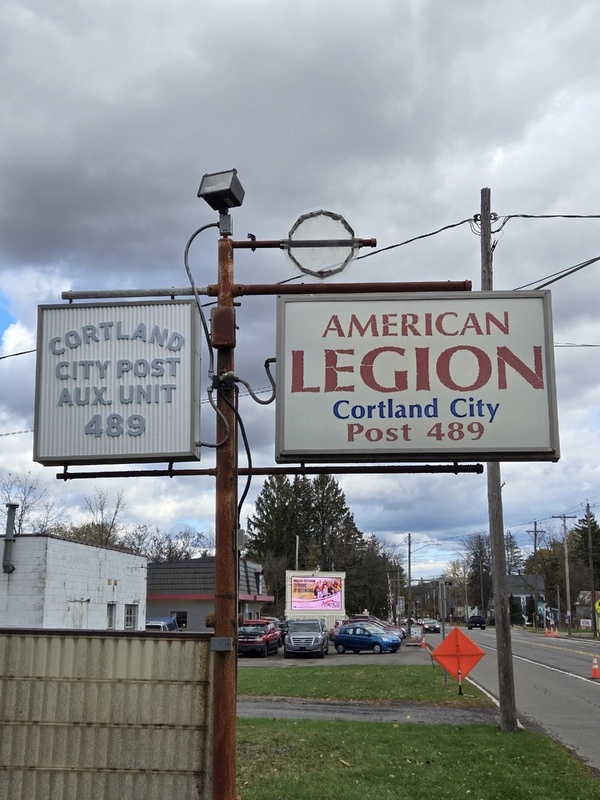 CORTLAND
CITY POST
AUX. UNIT
489
AMERICAN
LEGION
Cortland City
Post 489